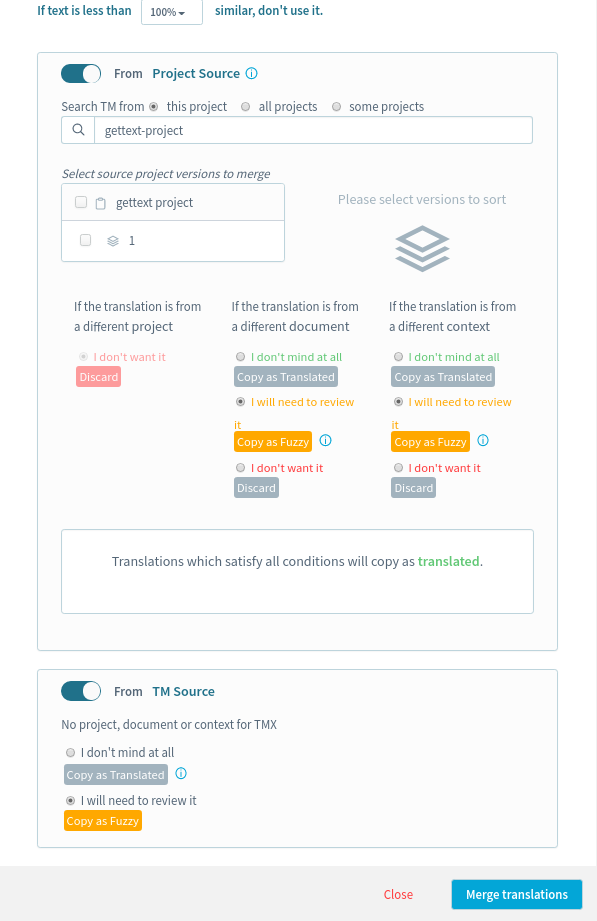 If text is less than 100% similar, don't use it.
From Project Source
Search TM from this project all projects some projects
gettext-project
Select source project versions to merge
gettext project
1
Please select versions to sort
If the translation is from
a different project
I don't want it
Discard
If the translation is from
a different document
I don't mind at all
Copy as Translated
I will need to review
it
Copy as Fuzzy
I don't want it
Discard
If the translation is from
a different context
I don't mind at all
Copy as Translated
I will need to review
it
Copy as Fuzzy
I don't want it
Discard
Translations which satisfy all conditions will copy as translated.
From TM Source
No project, document or context for TMX
I don't mind at all
Copy as Translated
I will need to review it
Copy as Fuzzy
Close Merge translations